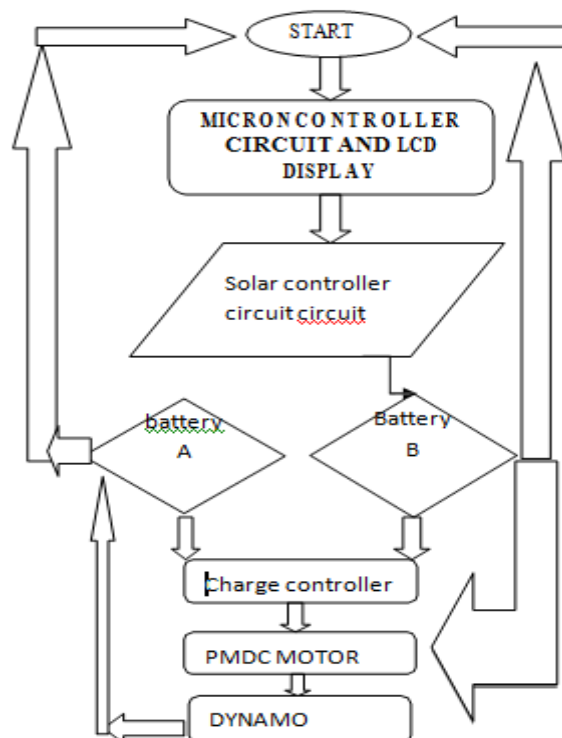 START
MICRONCONTROLLER
CIRCUIT AND LCD
DISPLAY
Solar controller
circuit circuit
battery
A
Battery
B
Charge controller
PMDC MOTOR
DYNAMO